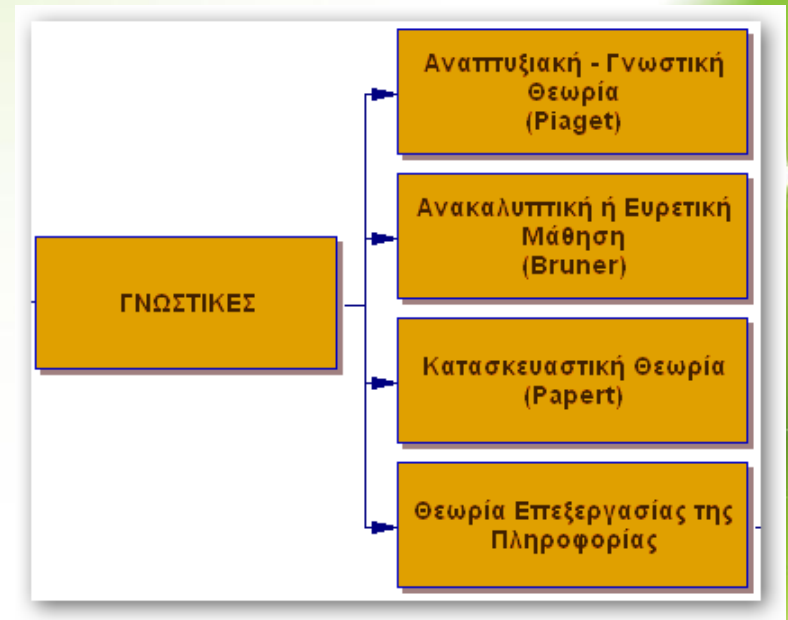 ΓΝΩΣΤΙΚΕΣ
Αναπτυξιακή - Γνωστική
Θεωρία
(Piaget)
Ανακαλυπτική ή Ευρετική
Μάθηση
(Bruner)
Κατασκευαστική Θεωρία
(Papert)
Θεωρία Επεξεργασίας της
Πληροφορίας